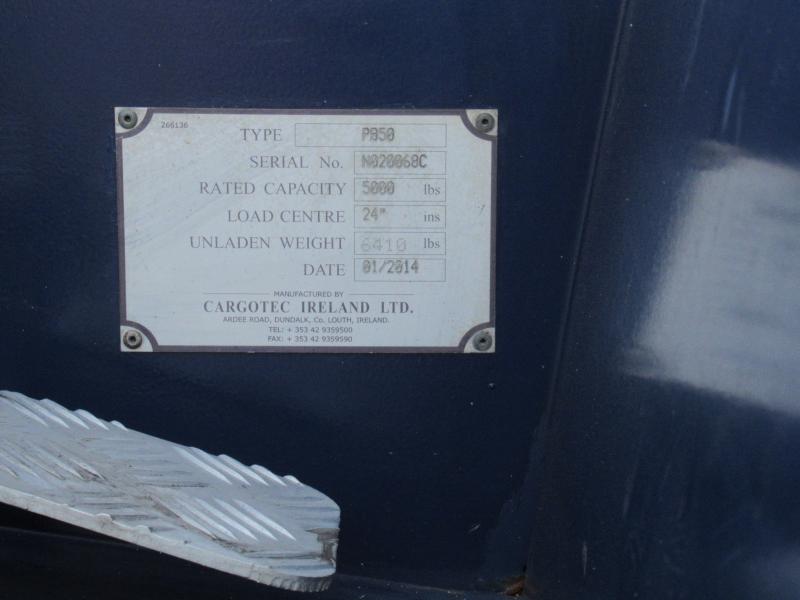 266136
TYPE PB50
SERIAL No. N020068C
RATED CAPACITY 5000 lbs
LOAD CENTRE 24" ins
UNLADEN WEIGHT 6410 lbs
DATE 01/2014
MANUFACTURED BY
CARGOTEC IRELAND LTD.
ARDEE ROAD, DUNDALK, Co. LOUTH, IRELAND.
TEL: + 353 42 9359500
FAX: + 353 42 9359590